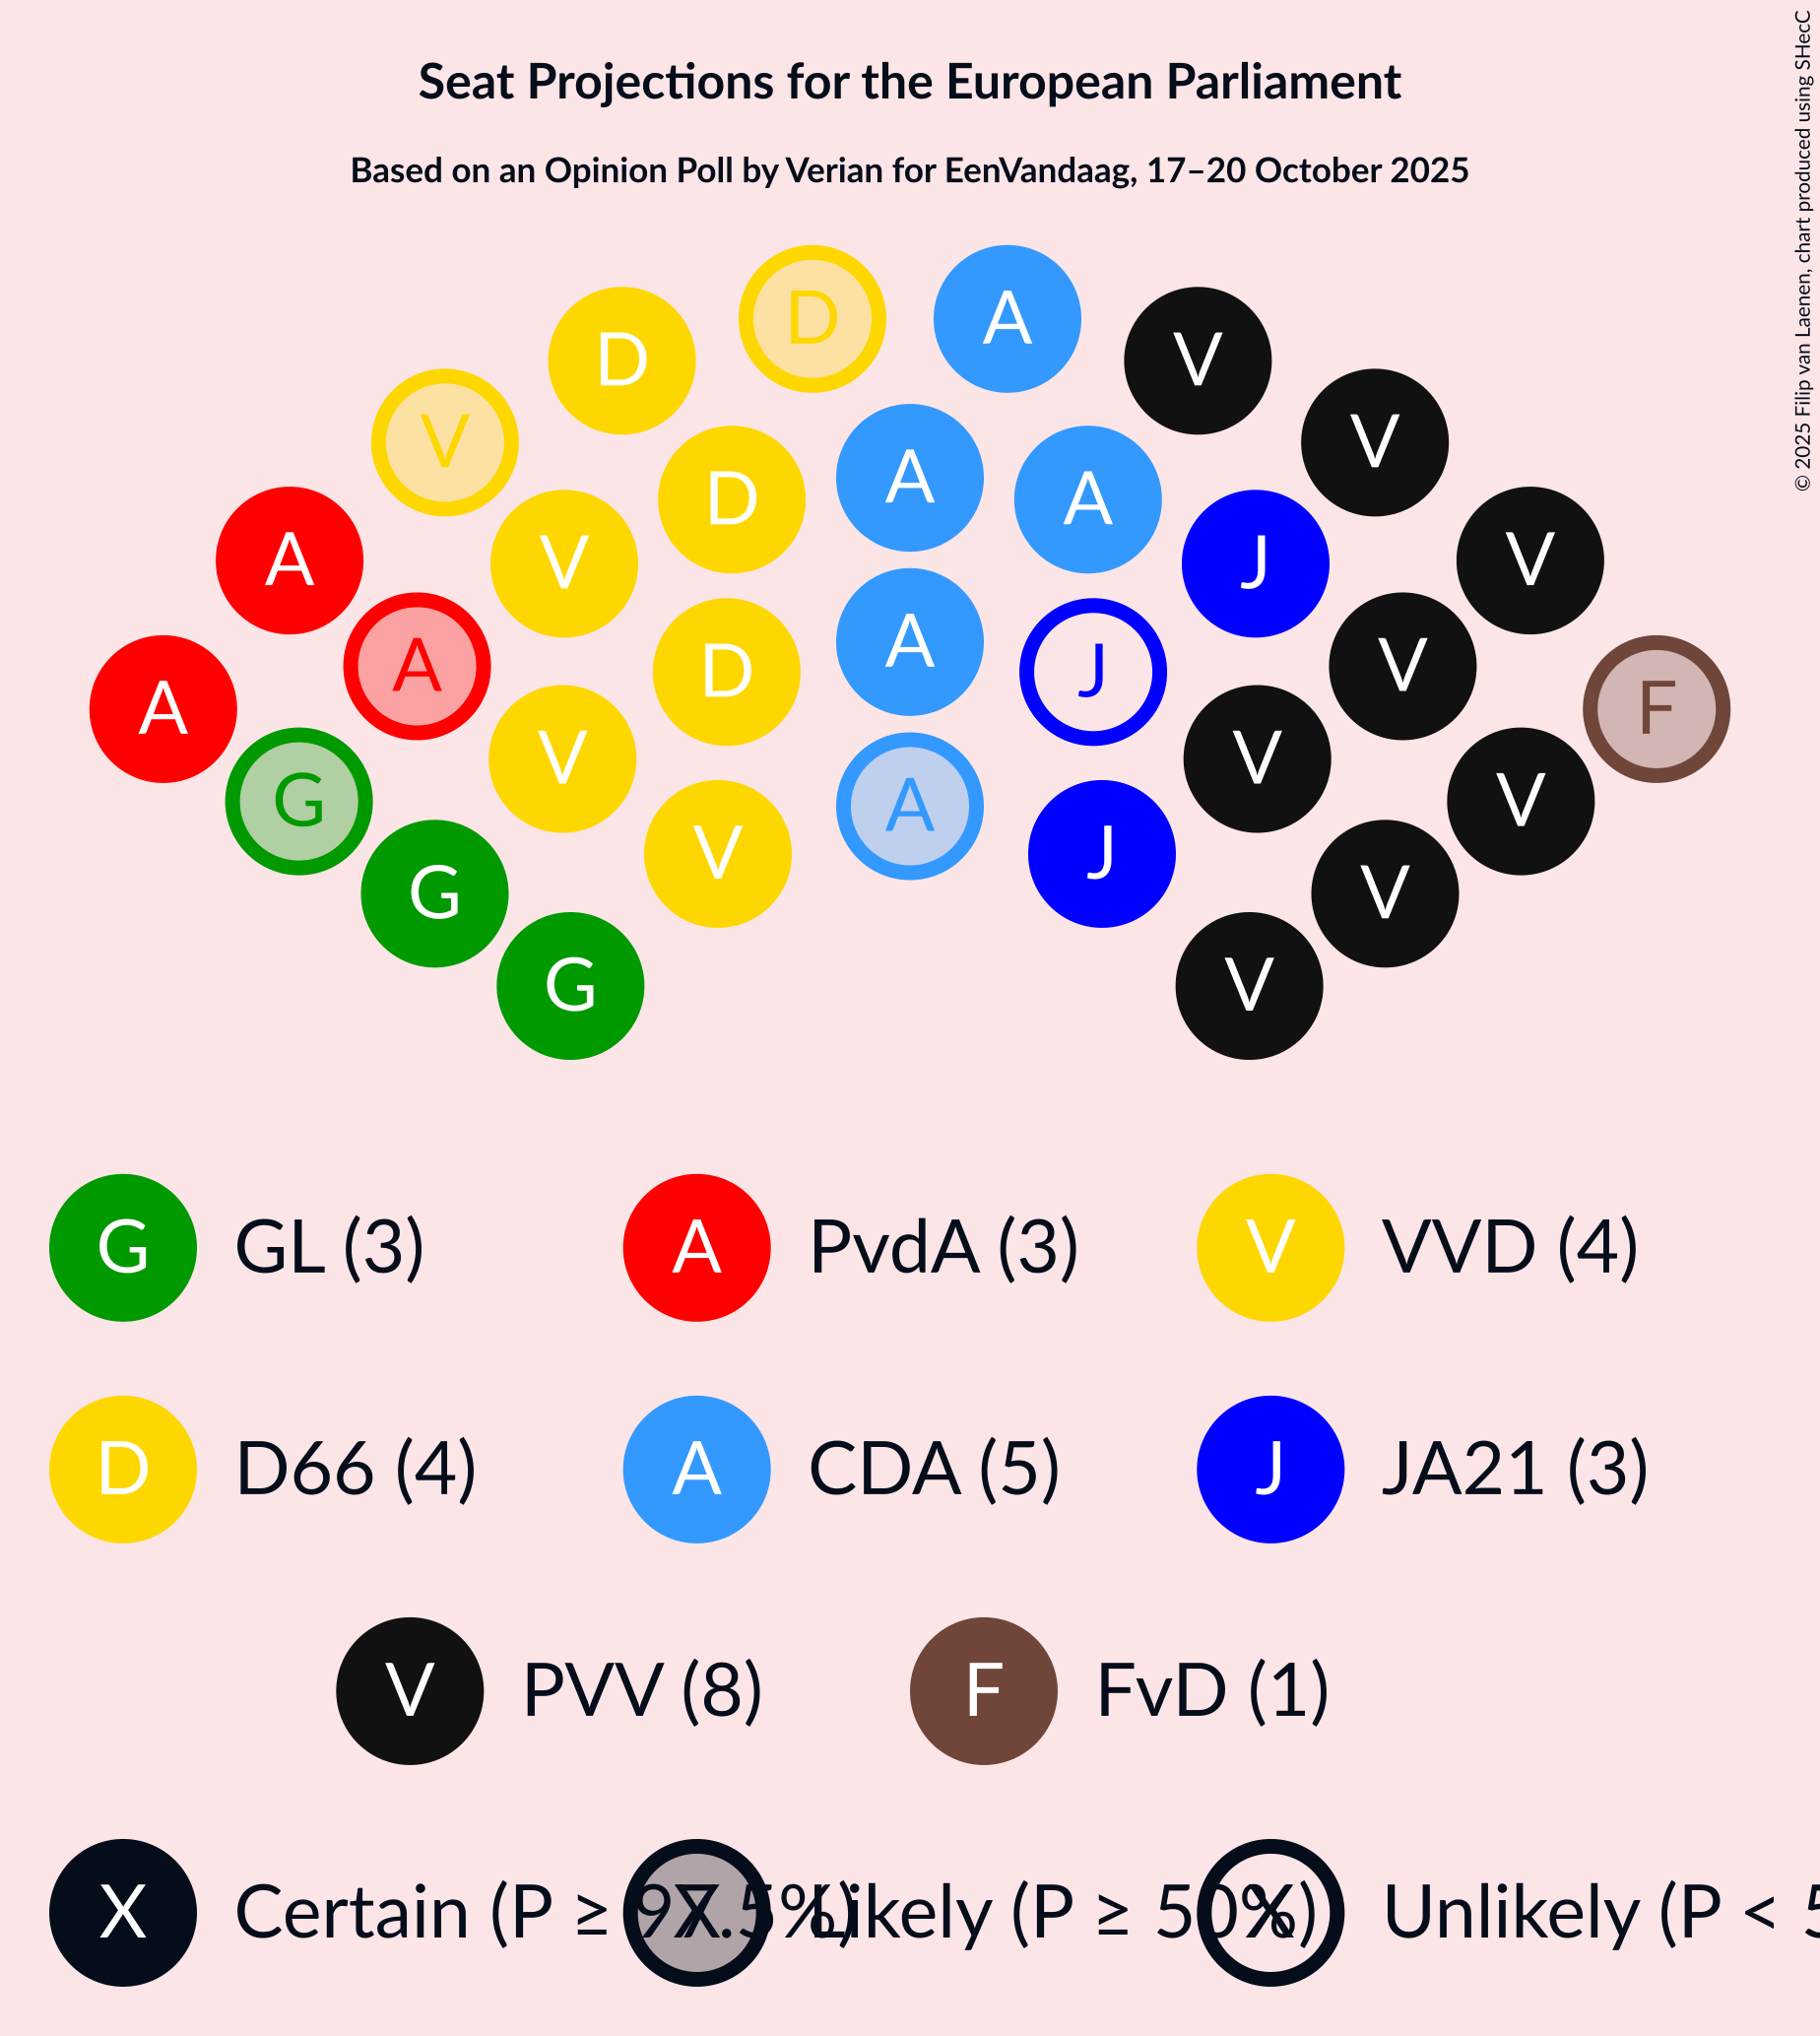 Seat Projections for the European Parliament
Based on an Opinion Poll by Verian for EenVandaag, 17–20 October 2025
© 2025 Filip van Laenen, chart produced using SHecC
D A
D V
V V
D A A
A V J V
A A V
A D J
A V V F
G A V
V J
G V
G V
G GL (3) A PvdA (3) V VVD (4)
D D66 (4) A CDA (5) J JA21 (3)
V PVV (8) F FvD (1)
X Certain (P ≥ 97.5%) X Likely (P ≥ 50%) X Unlikely (P < 5